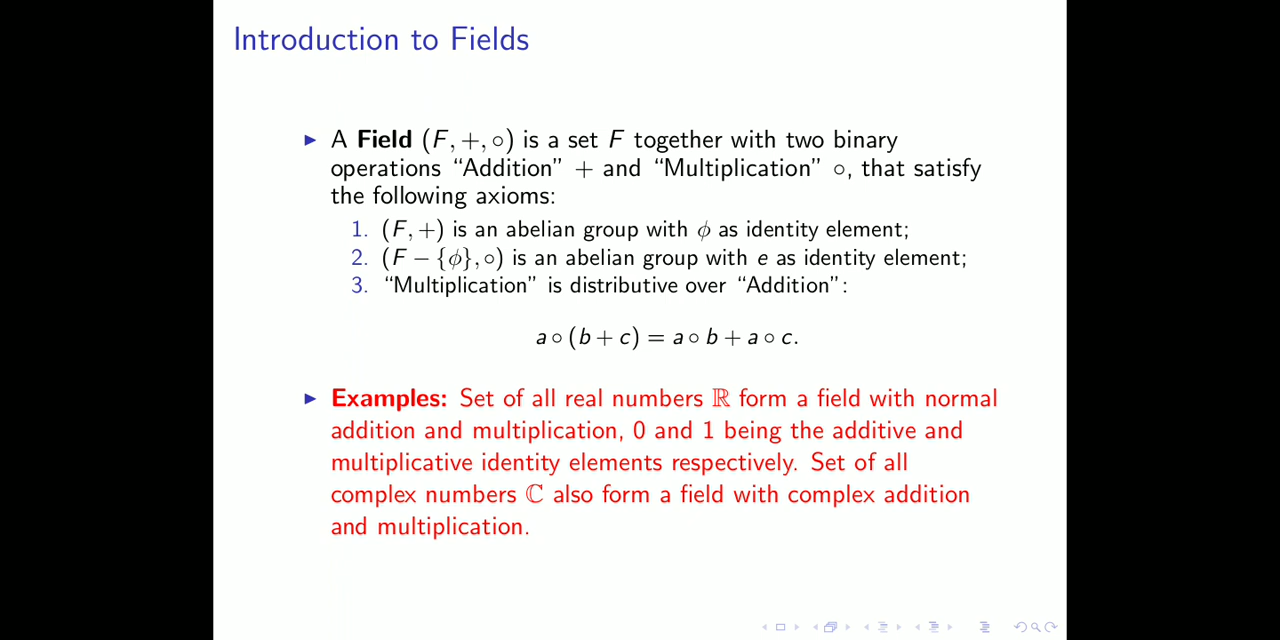 Introduction to Fields
▶ A Field (F, +, ∘) is a set F together with two binary
operations “Addition” + and “Multiplication” ∘, that satisfy
the following axioms:
1. (F, +) is an abelian group with ϕ as identity element;
2. (F − {ϕ}, ∘) is an abelian group with e as identity element;
3. “Multiplication” is distributive over “Addition”:
a ∘ (b + c) = a ∘ b + a ∘ c.
▶ Examples: Set of all real numbers ℝ form a field with normal
addition and multiplication, 0 and 1 being the additive and
multiplicative identity elements respectively. Set of all
complex numbers ℂ also form a field with complex addition
and multiplication.